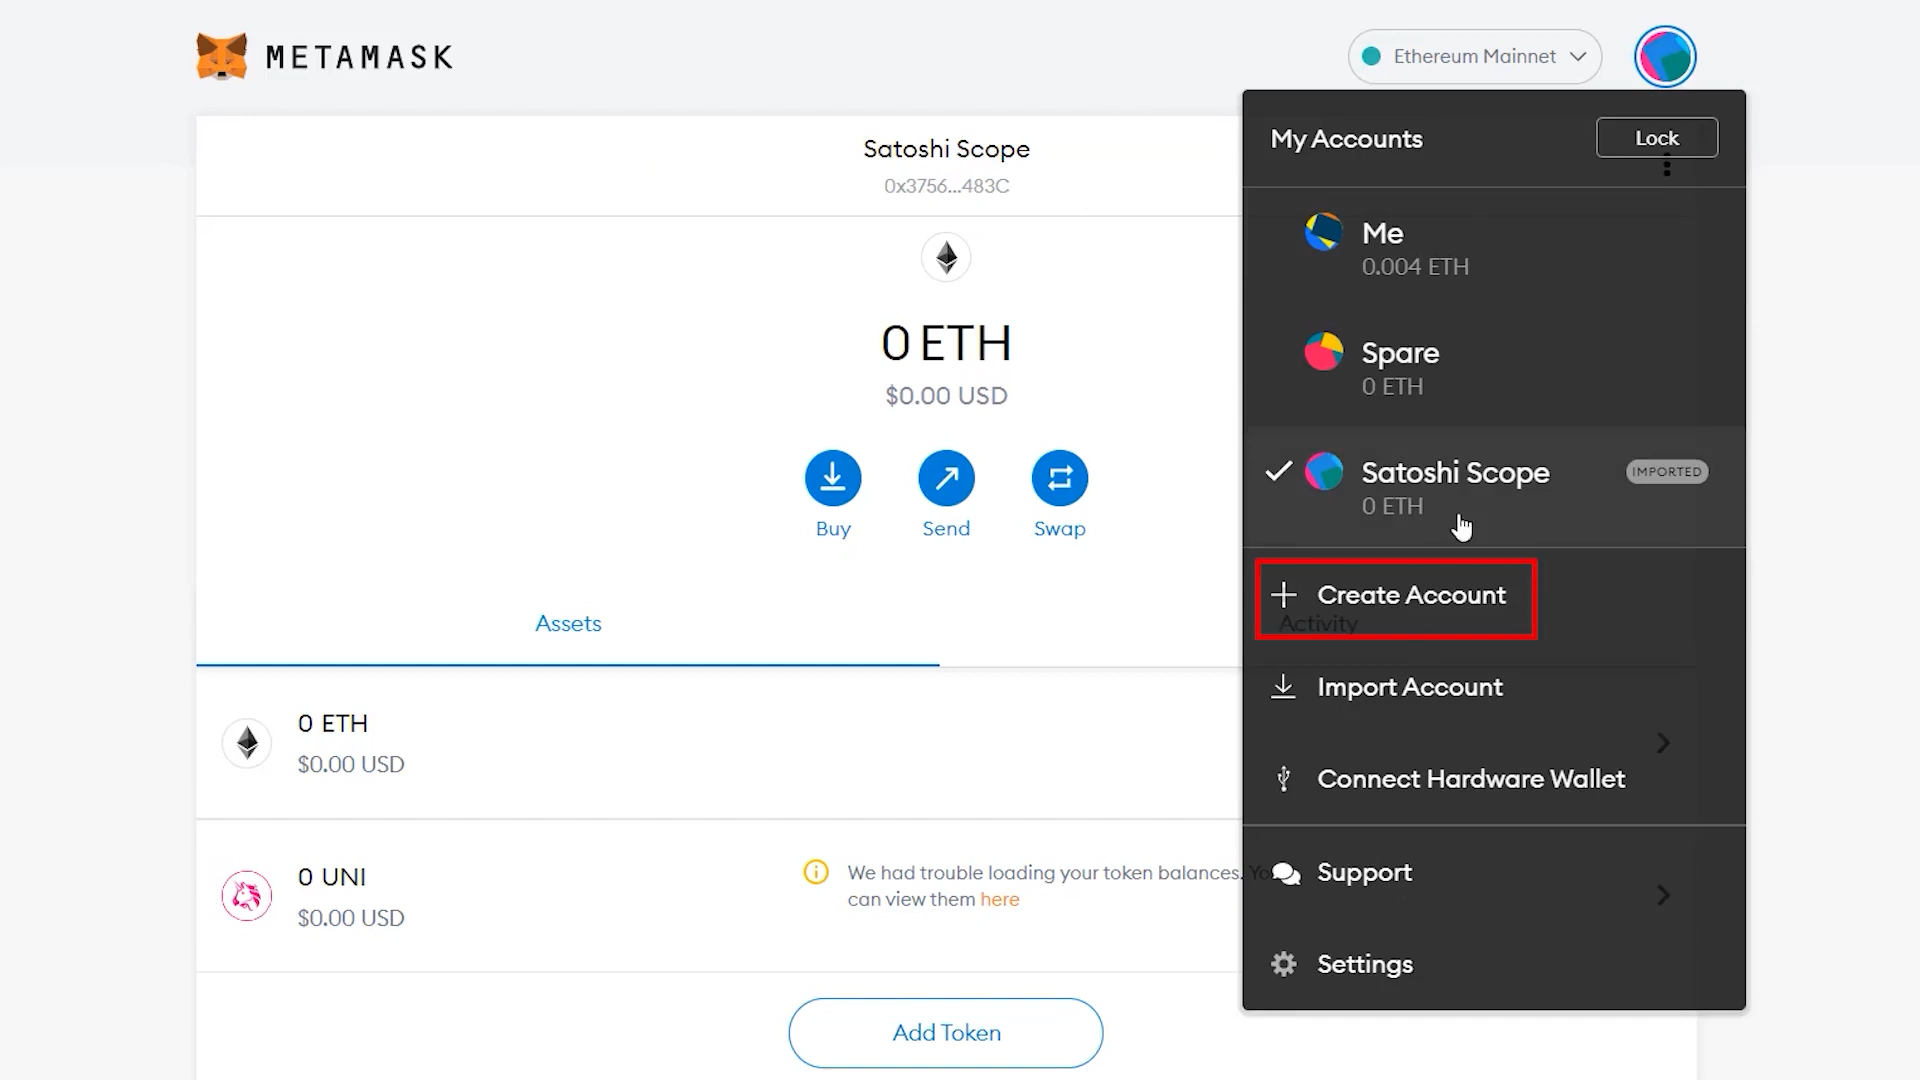 METAMASK
Ethereum Mainnet
Satoshi Scope
0x3756...483C
0 ETH
$0.00 USD
Buy
Send
Swap
Assets
Activity
0 ETH
$0.00 USD
0 UNI
$0.00 USD
We had trouble loading your token balances. You
can view them here
Add Token
My Accounts
Lock
Me
0.004 ETH
Spare
0 ETH
Satoshi Scope
IMPORTED
0 ETH
Create Account
Import Account
Connect Hardware Wallet
Support
Settings